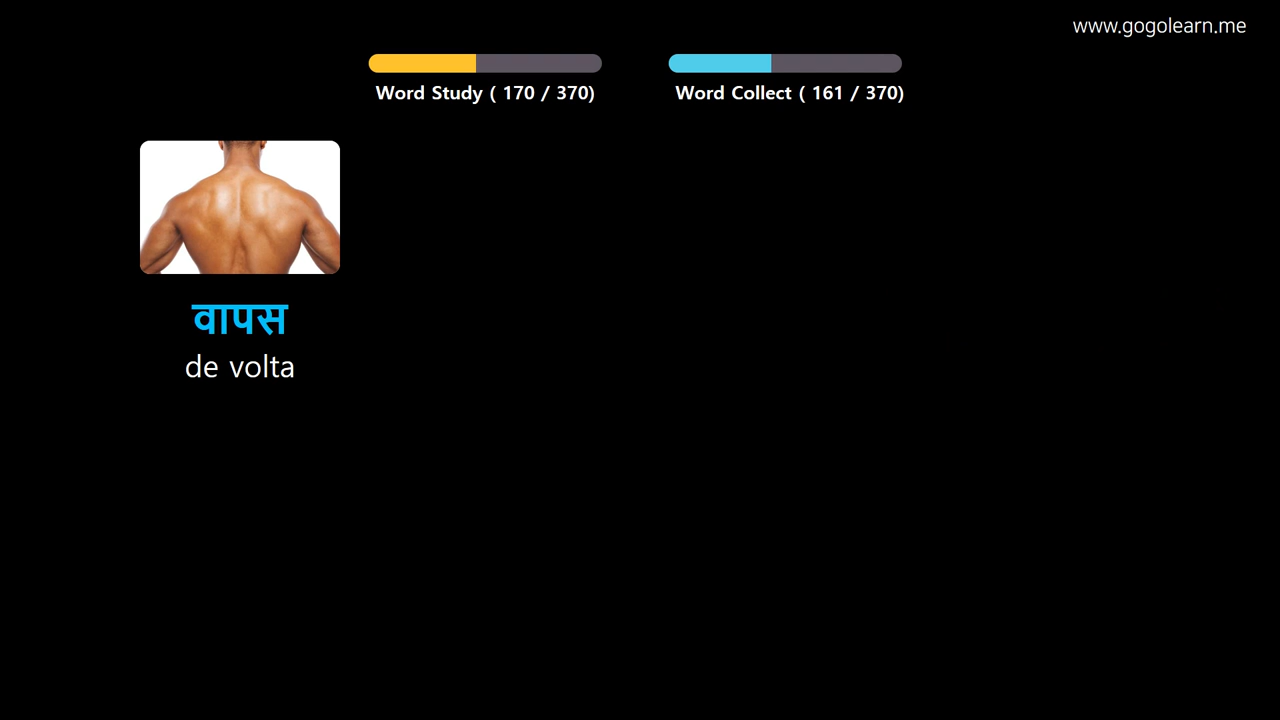 www.gogolearn.me
Word Study ( 170 / 370)
Word Collect ( 161 / 370)
वापस
de volta